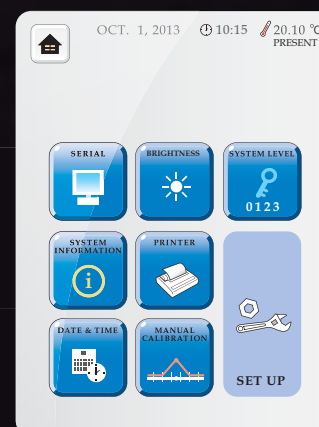 OCT. 1, 2013 10:15 20.10 °C
PRESENT
SERIAL BRIGHTNESS SYSTEM LEVEL
0123
SYSTEM
INFORMATION
PRINTER
i
DATE & TIME
MANUAL
CALIBRATION
SET UP